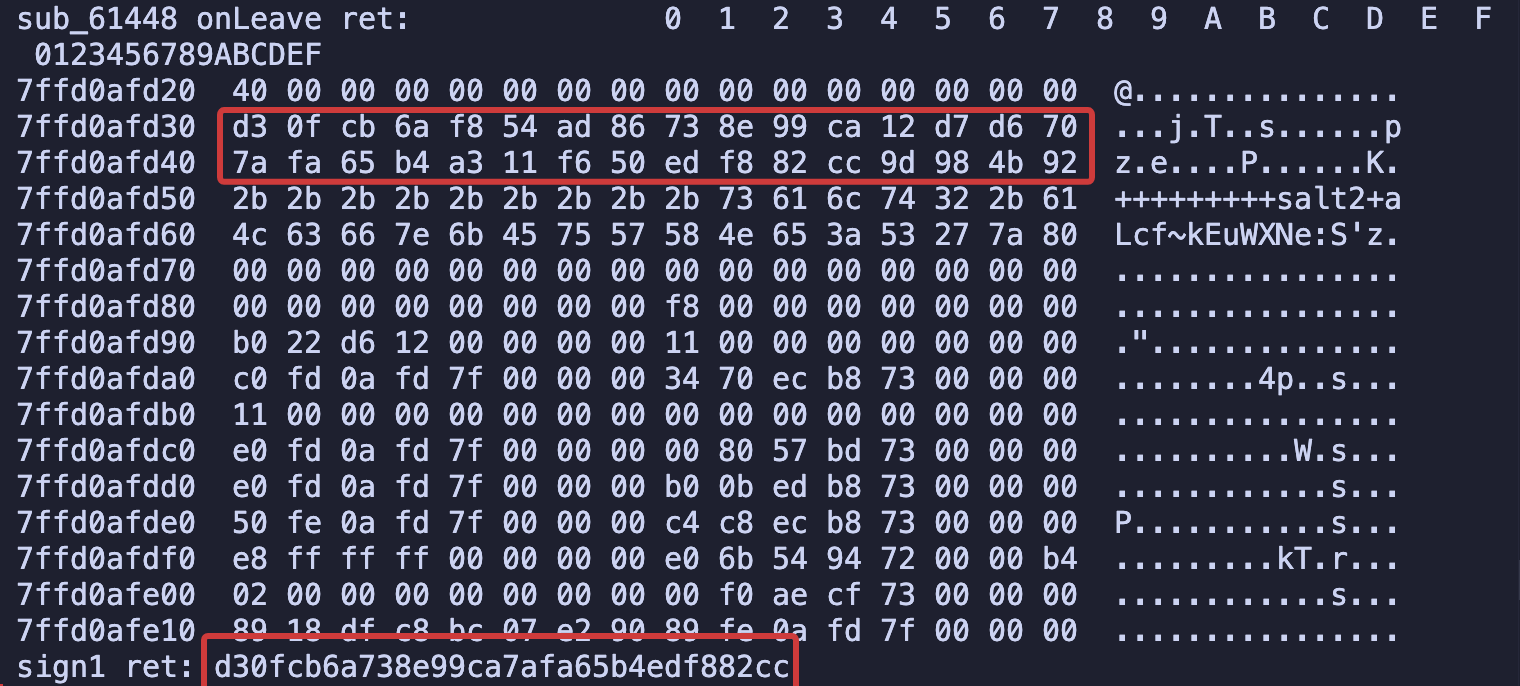 sub_61448 onLeave ret:               0  1  2  3  4  5  6  7  8  9  A  B  C  D  E  F
 0123456789ABCDEF
7ffd0afd20  40 00 00 00 00 00 00 00 00 00 00 00 00 00 00 00  @...............
7ffd0afd30  d3 0f cb 6a f8 54 ad 86 73 8e 99 ca 12 d7 d6 70  ...j.T..s......p
7ffd0afd40  7a fa 65 b4 a3 11 f6 50 ed f8 82 cc 9d 98 4b 92  z.e....P......K.
7ffd0afd50  2b 2b 2b 2b 2b 2b 2b 2b 2b 73 61 6c 74 32 2b 61  +++++++++salt2+a
7ffd0afd60  4c 63 66 7e 6b 45 75 57 58 4e 65 3a 53 27 7a 80  Lcf~kEuWXNe:S'z.
7ffd0afd70  00 00 00 00 00 00 00 00 00 00 00 00 00 00 00 00  ................
7ffd0afd80  00 00 00 00 00 00 00 00 f8 00 00 00 00 00 00 00  ................
7ffd0afd90  b0 22 d6 12 00 00 00 00 11 00 00 00 00 00 00 00  ."..............
7ffd0afda0  c0 fd 0a fd 7f 00 00 00 34 70 ec b8 73 00 00 00  ........4p..s...
7ffd0afdb0  11 00 00 00 00 00 00 00 00 00 00 00 00 00 00 00  ................
7ffd0afdc0  e0 fd 0a fd 7f 00 00 00 00 80 57 bd 73 00 00 00  ..........W.s...
7ffd0afdd0  e0 fd 0a fd 7f 00 00 00 b0 0b ed b8 73 00 00 00  ............s...
7ffd0afde0  50 fe 0a fd 7f 00 00 00 c4 c8 ec b8 73 00 00 00  P...........s...
7ffd0afdf0  e8 ff ff ff 00 00 00 00 e0 6b 54 94 72 00 00 b4  .........kT.r...
7ffd0afe00  02 00 00 00 00 00 00 00 00 f0 ae cf 73 00 00 00  ............s...
7ffd0afe10  89 18 df c8 bc 07 e2 90 89 fe 0a fd 7f 00 00 00  ................
sign1 ret: d30fcb6a738e99ca7afa65b4edf882cc